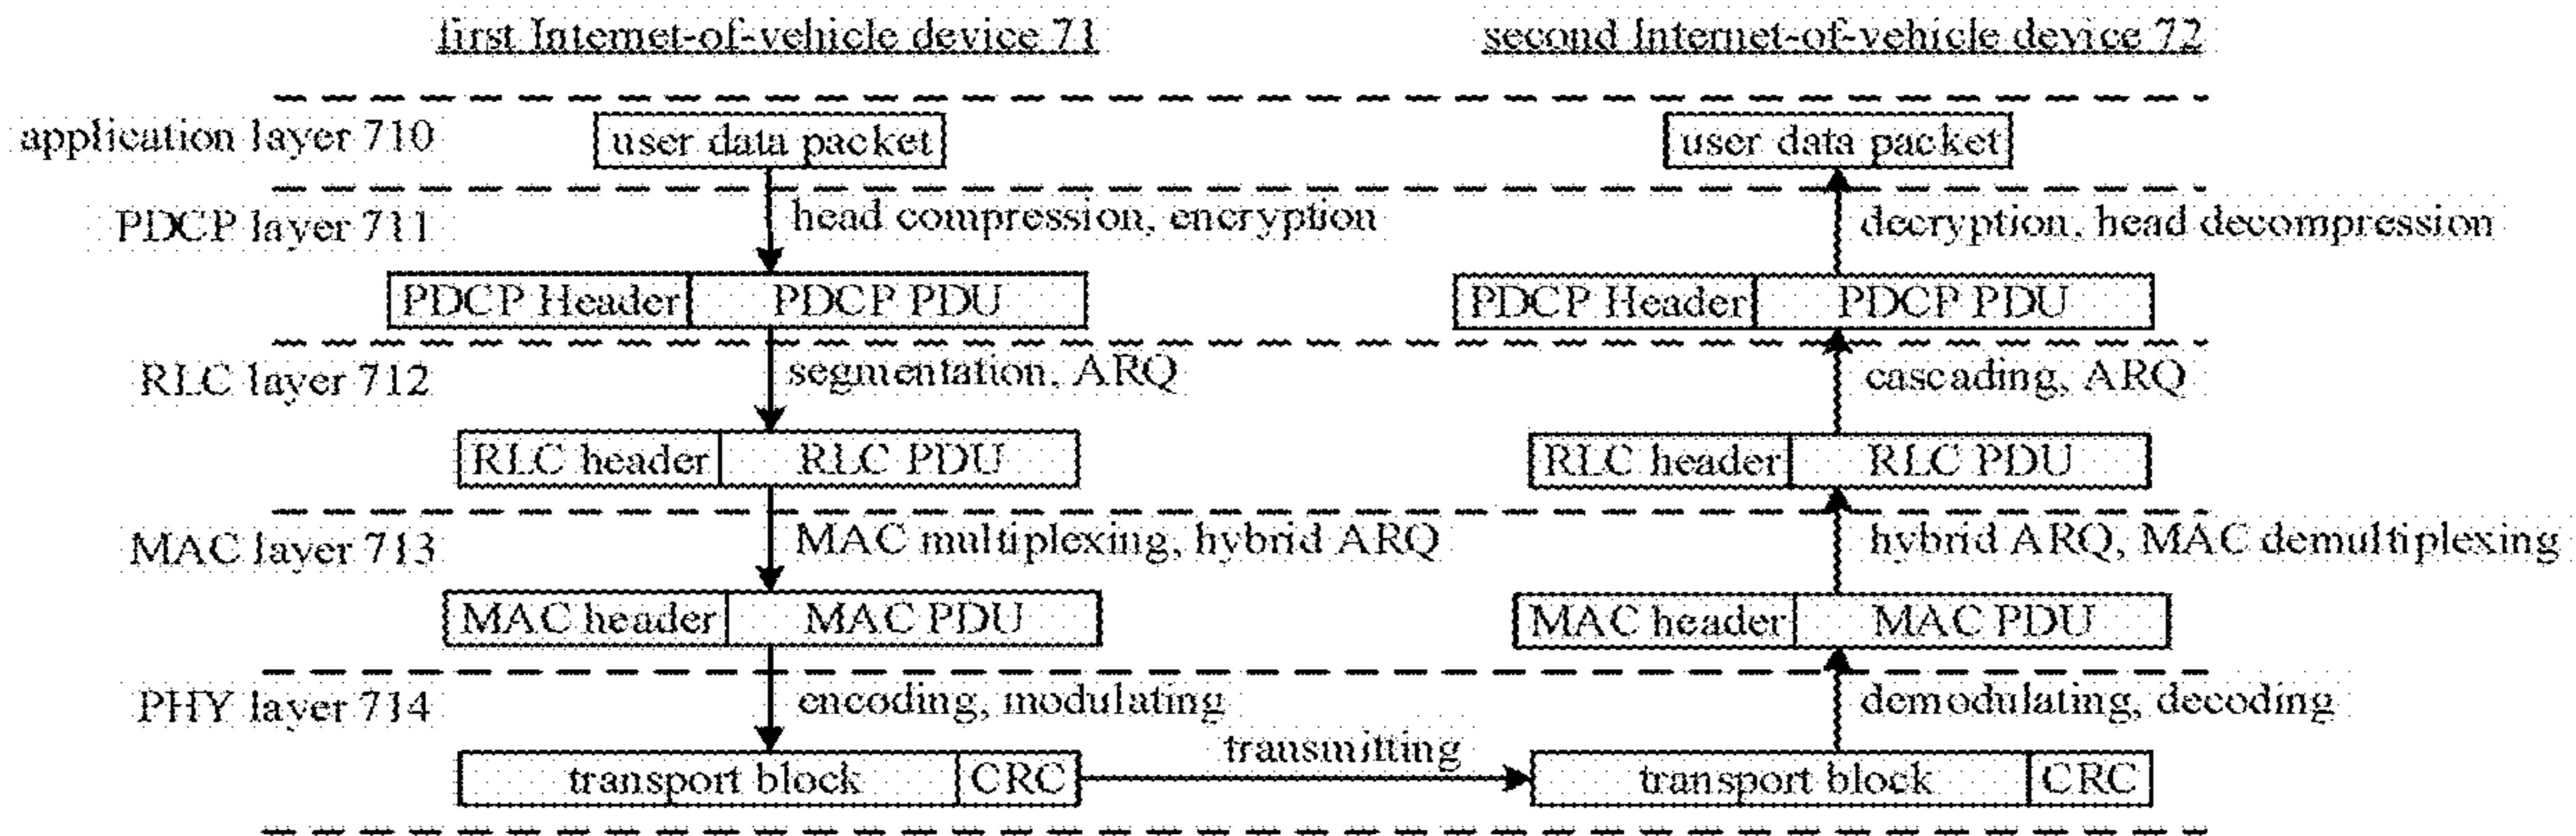 first Internet-of-vehicle device 71 second Internet-of-vehicle device 72
application layer 710 user data packet user data packet
PDCP layer 711 head compression, encryption decryption, head decompression
PDCP Header PDCP PDU PDCP Header PDCP PDU
RLC layer 712 segmentation, ARQ cascading, ARQ
RLC header RLC PDU RLC header RLC PDU
MAC layer 713 MAC multiplexing, hybrid ARQ hybrid ARQ, MAC demultiplexing
MAC header MAC PDU MAC header MAC PDU
PHY layer 714 encoding, modulating demodulating, decoding
transmitting
transport block CRC transport block CRC